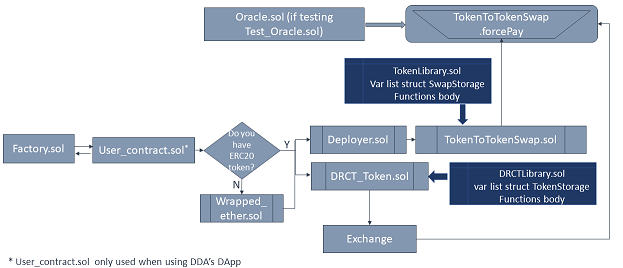 Oracle.sol (if testing
Test_Oracle.sol)
TokenToTokenSwap
.forcePay
TokenLibrary.sol
Var list struct SwapStorage
Functions body
Factory.sol
User_contract.sol*
Do you
have
ERC20
token?
Y
N
Deployer.sol
TokenToTokenSwap.sol
DRCT_Token.sol
DRCTLibrary.sol
var list struct TokenStorage
Functions body
Wrapped_
ether.sol
Exchange
* User_contract.sol only used when using DDA's DApp